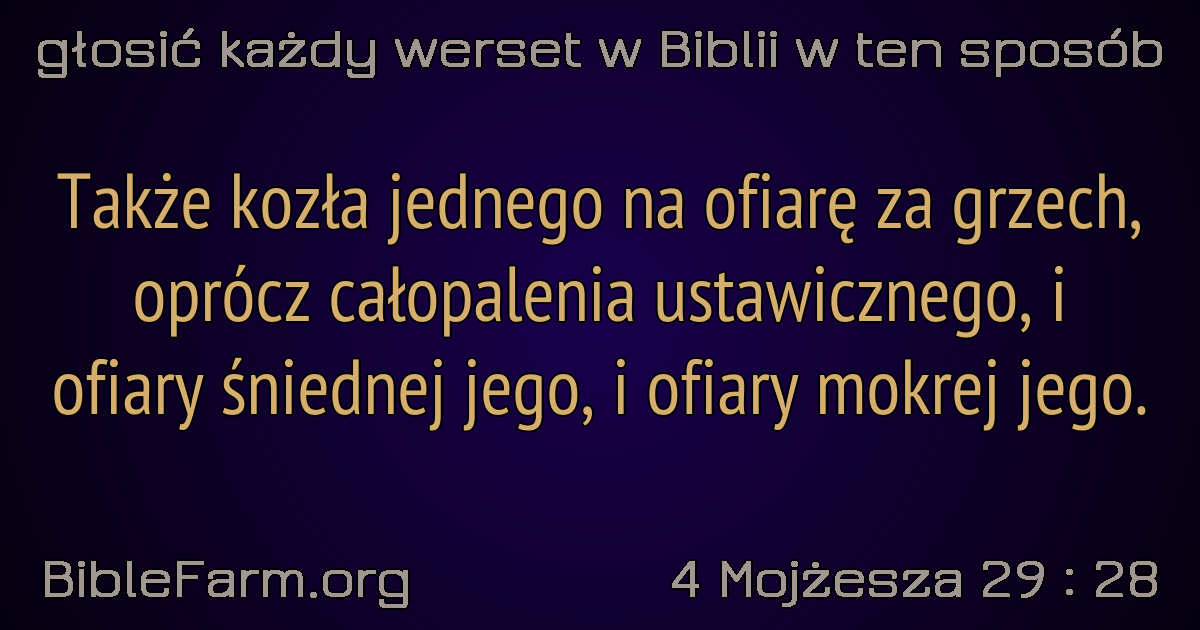 głosić każdy werset w Biblii w ten sposób
Także kozła jednego na ofiarę za grzech,
oprócz całopalenia ustawicznego, i
ofiary śniednej jego, i ofiary mokrej jego.
BibleFarm.org
4 Mojżesza 29 : 28